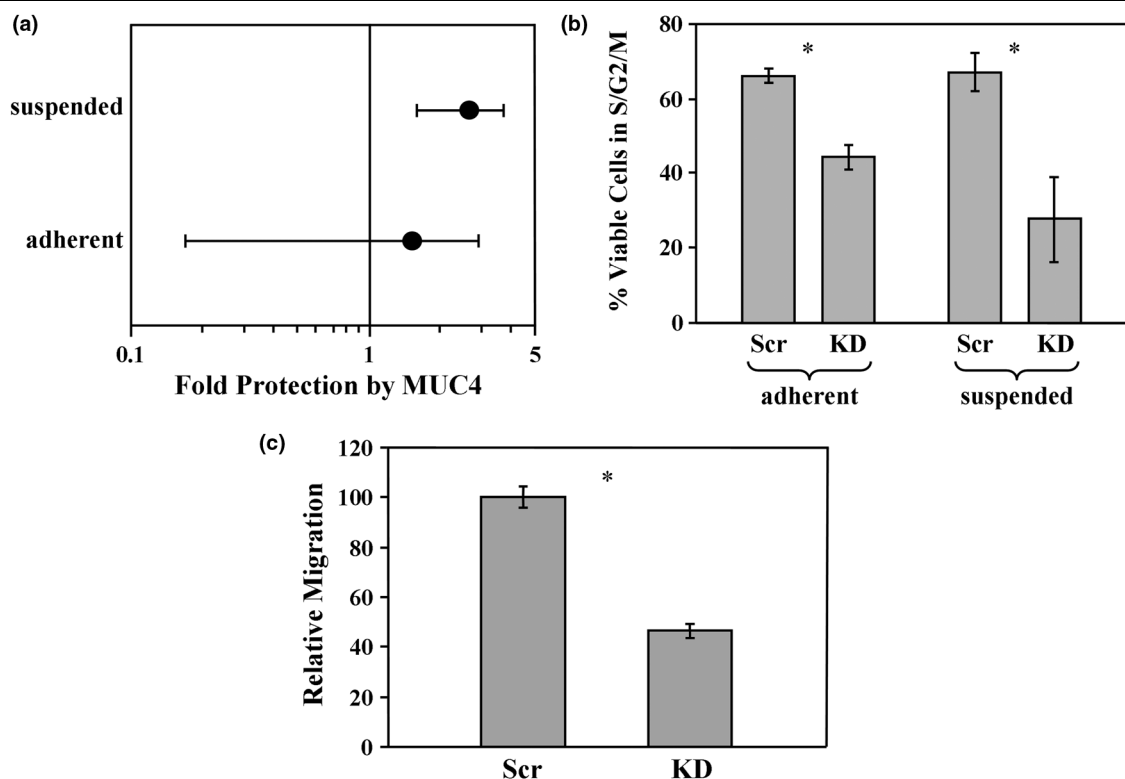 (a)
suspended
adherent
0.1 1 5
Fold Protection by MUC4
(b)
% Viable Cells in S/G2/M
80
60
40
20
0
*
*
Scr KD Scr KD
adherent suspended
(c)
Relative Migration
120
100
80
60
40
20
0
*
Scr KD